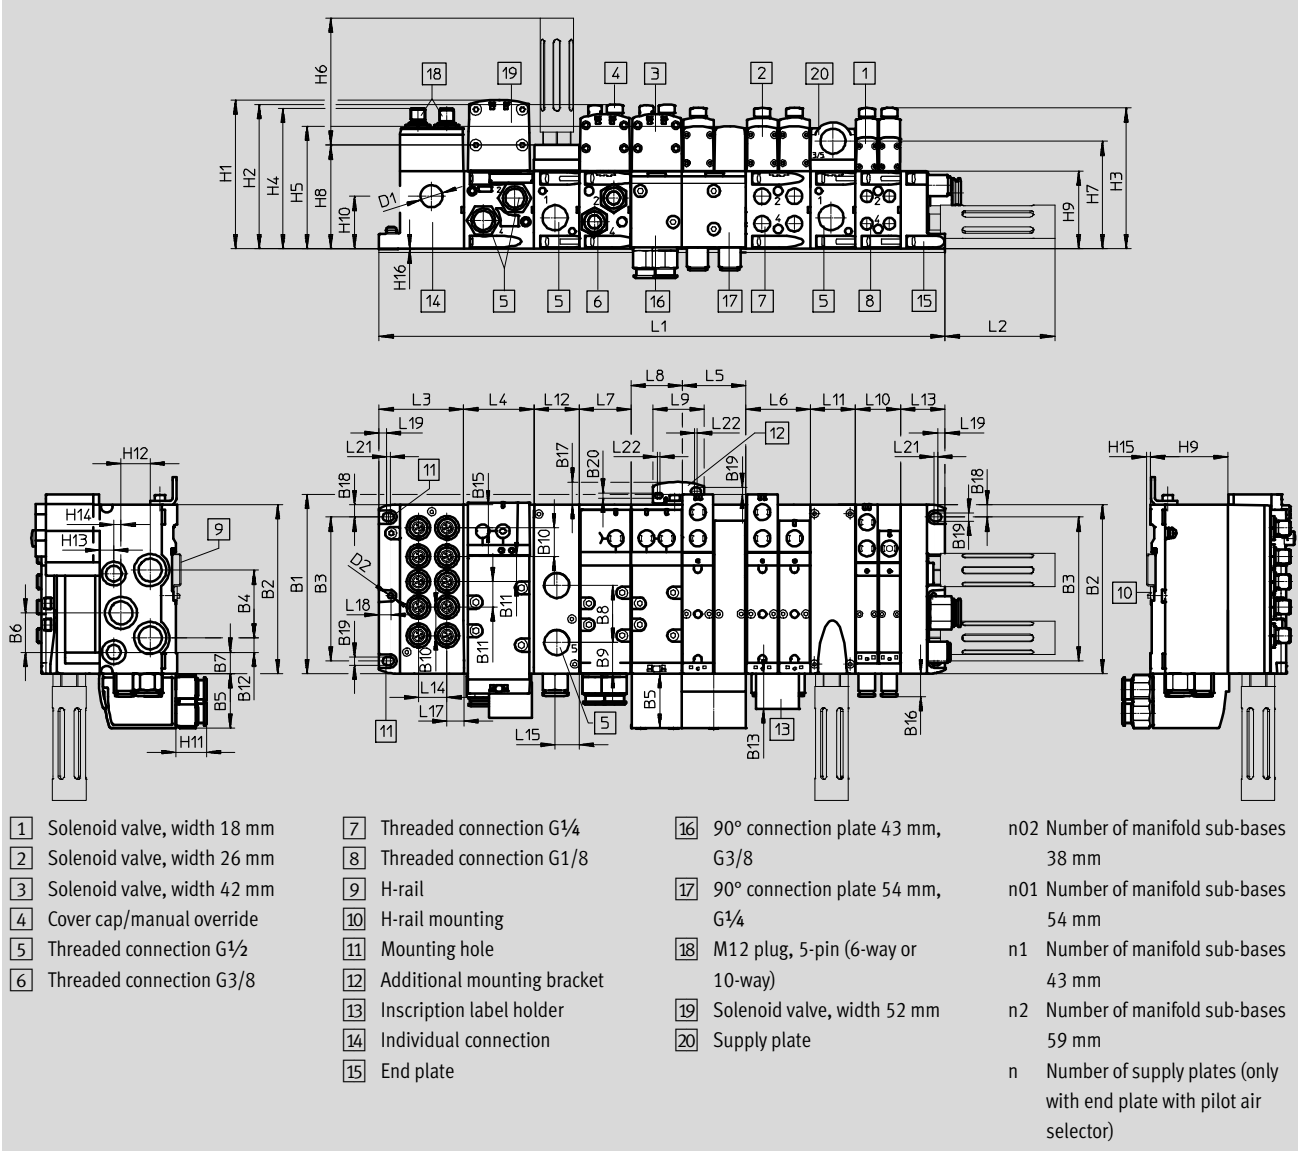 H6
18
19
4
3
2
20
1
H1
H2
H4
H5
H8
H10
D1
H16
3/5
2
1
2
4
2
4
1
2
4
H9
H7
H3
14
5
5
6
16
17
7
5
8
15
L1
L2
L8
L5
L3
L4
L12
L7
L9
L6
L11
L10
L13
L19
L22
L22
12
L19
L21
L21
H12
H15
H9
B17
B20
B19
B18
11
B15
B18
B19
H14
H13
9
B10
B1
B3
D2
B2
B4
B6
B7
B12
B5
H11
L18
B19
B10
B11
B11
B8
B9
5
B5
B13
B16
B3
B2
10
L14
L17
L15
11
5
13
1 Solenoid valve, width 18 mm
2 Solenoid valve, width 26 mm
3 Solenoid valve, width 42 mm
4 Cover cap/manual override
5 Threaded connection G½
6 Threaded connection G3/8
7 Threaded connection G¼
8 Threaded connection G1/8
9 H-rail
10 H-rail mounting
11 Mounting hole
12 Additional mounting bracket
13 Inscription label holder
14 Individual connection
15 End plate
16 90° connection plate 43 mm,
G3/8
17 90° connection plate 54 mm,
G¼
18 M12 plug, 5-pin (6-way or
10-way)
19 Solenoid valve, width 52 mm
20 Supply plate
n02 Number of manifold sub-bases
38 mm
n01 Number of manifold sub-bases
54 mm
n1 Number of manifold sub-bases
43 mm
n2 Number of manifold sub-bases
59 mm
n Number of supply plates (only
with end plate with pilot air
selector)